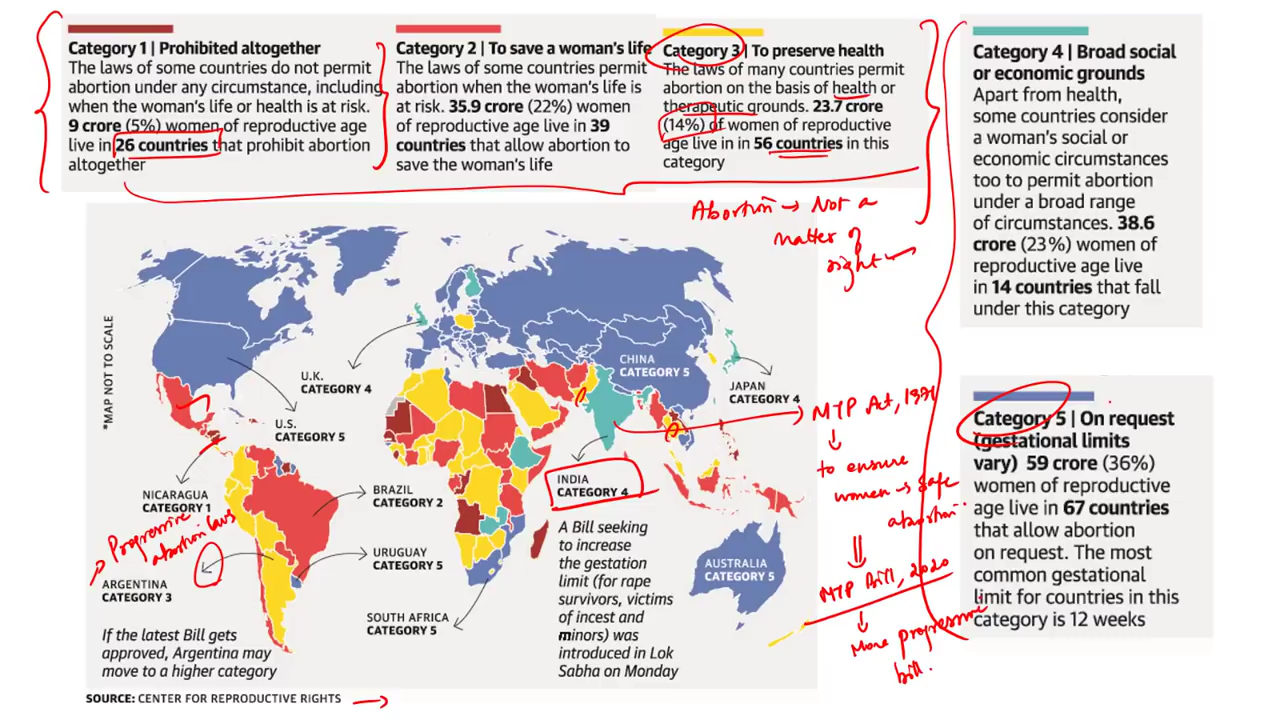 Category 1 | Prohibited altogether
The laws of some countries do not permit
abortion under any circumstance, including
when the woman's life or health is at risk.
9 crore (5%) women of reproductive age
live in 26 countries that prohibit abortion
altogether
Category 2 | To save a woman's life
The laws of some countries permit
abortion when the woman's life is
at risk. 35.9 crore (22%) women
of reproductive age live in 39
countries that allow abortion to
save the woman's life
Category 3 | To preserve health
The laws of many countries permit
abortion on the basis of health or
therapeutic grounds. 23.7 crore
(14%) of women of reproductive
age live in in 56 countries in this
category
Category 4 | Broad social
or economic grounds
Apart from health,
some countries consider
a woman's social or
economic circumstances
too to permit abortion
under a broad range
of circumstances. 38.6
crore (23%) women of
reproductive age live
in 14 countries that fall
under this category
Category 5 | On request
(gestational limits
vary) 59 crore (36%)
women of reproductive
age live in 67 countries
that allow abortion
on request. The most
common gestational
limit for countries in this
category is 12 weeks
Abortion → Not a
matter of
right
*MAP NOT TO SCALE
U.K.
CATEGORY 4
U.S.
CATEGORY 5
CHINA
CATEGORY 5
JAPAN
CATEGORY 4
NICARAGUA
CATEGORY 1
BRAZIL
CATEGORY 2
INDIA
CATEGORY 4
URUGUAY
CATEGORY 5
ARGENTINA
CATEGORY 3
SOUTH AFRICA
CATEGORY 5
AUSTRALIA
CATEGORY 5
Progressive
abortion laws
If the latest Bill gets
approved, Argentina may
move to a higher category
A Bill seeking
to increase
the gestation
limit (for rape
survivors, victims
of incest and
minors) was
introduced in Lok
Sabha on Monday
MTP Act, 1971
to ensure
women → safe
abortion.
MTP Bill, 2020
More progressive
bill.
SOURCE: CENTER FOR REPRODUCTIVE RIGHTS